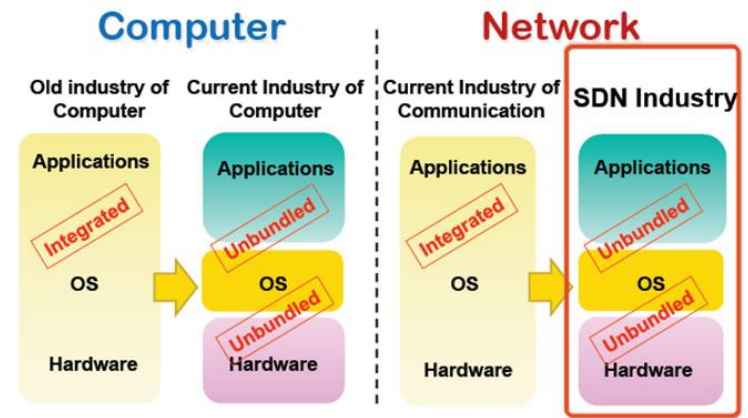 Computer
Network
Old industry of
Computer
Current Industry of
Computer
Current Industry of
Communication
SDN Industry
Applications
Integrated
OS
Hardware
Applications
Unbundled
OS
Unbundled
Hardware
Applications
Integrated
OS
Hardware
Applications
Unbundled
OS
Unbundled
Hardware